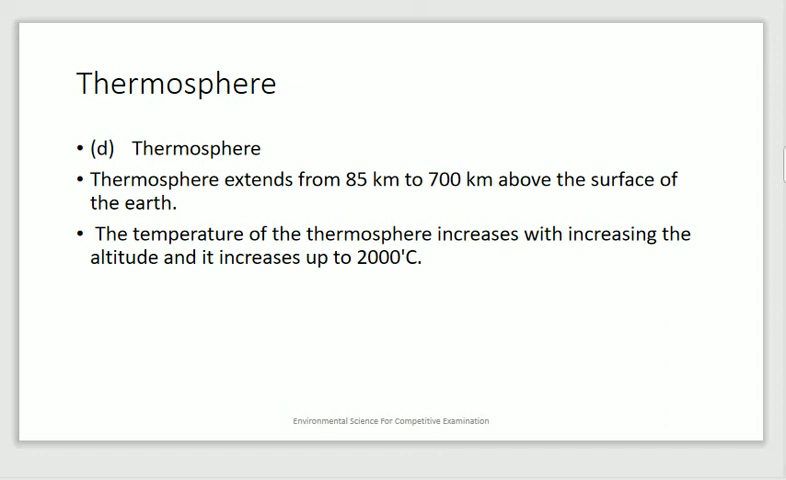 Thermosphere
• (d) Thermosphere
• Thermosphere extends from 85 km to 700 km above the surface of
the earth.
• The temperature of the thermosphere increases with increasing the
altitude and it increases up to 2000'C.
Environmental Science For Competitive Examination